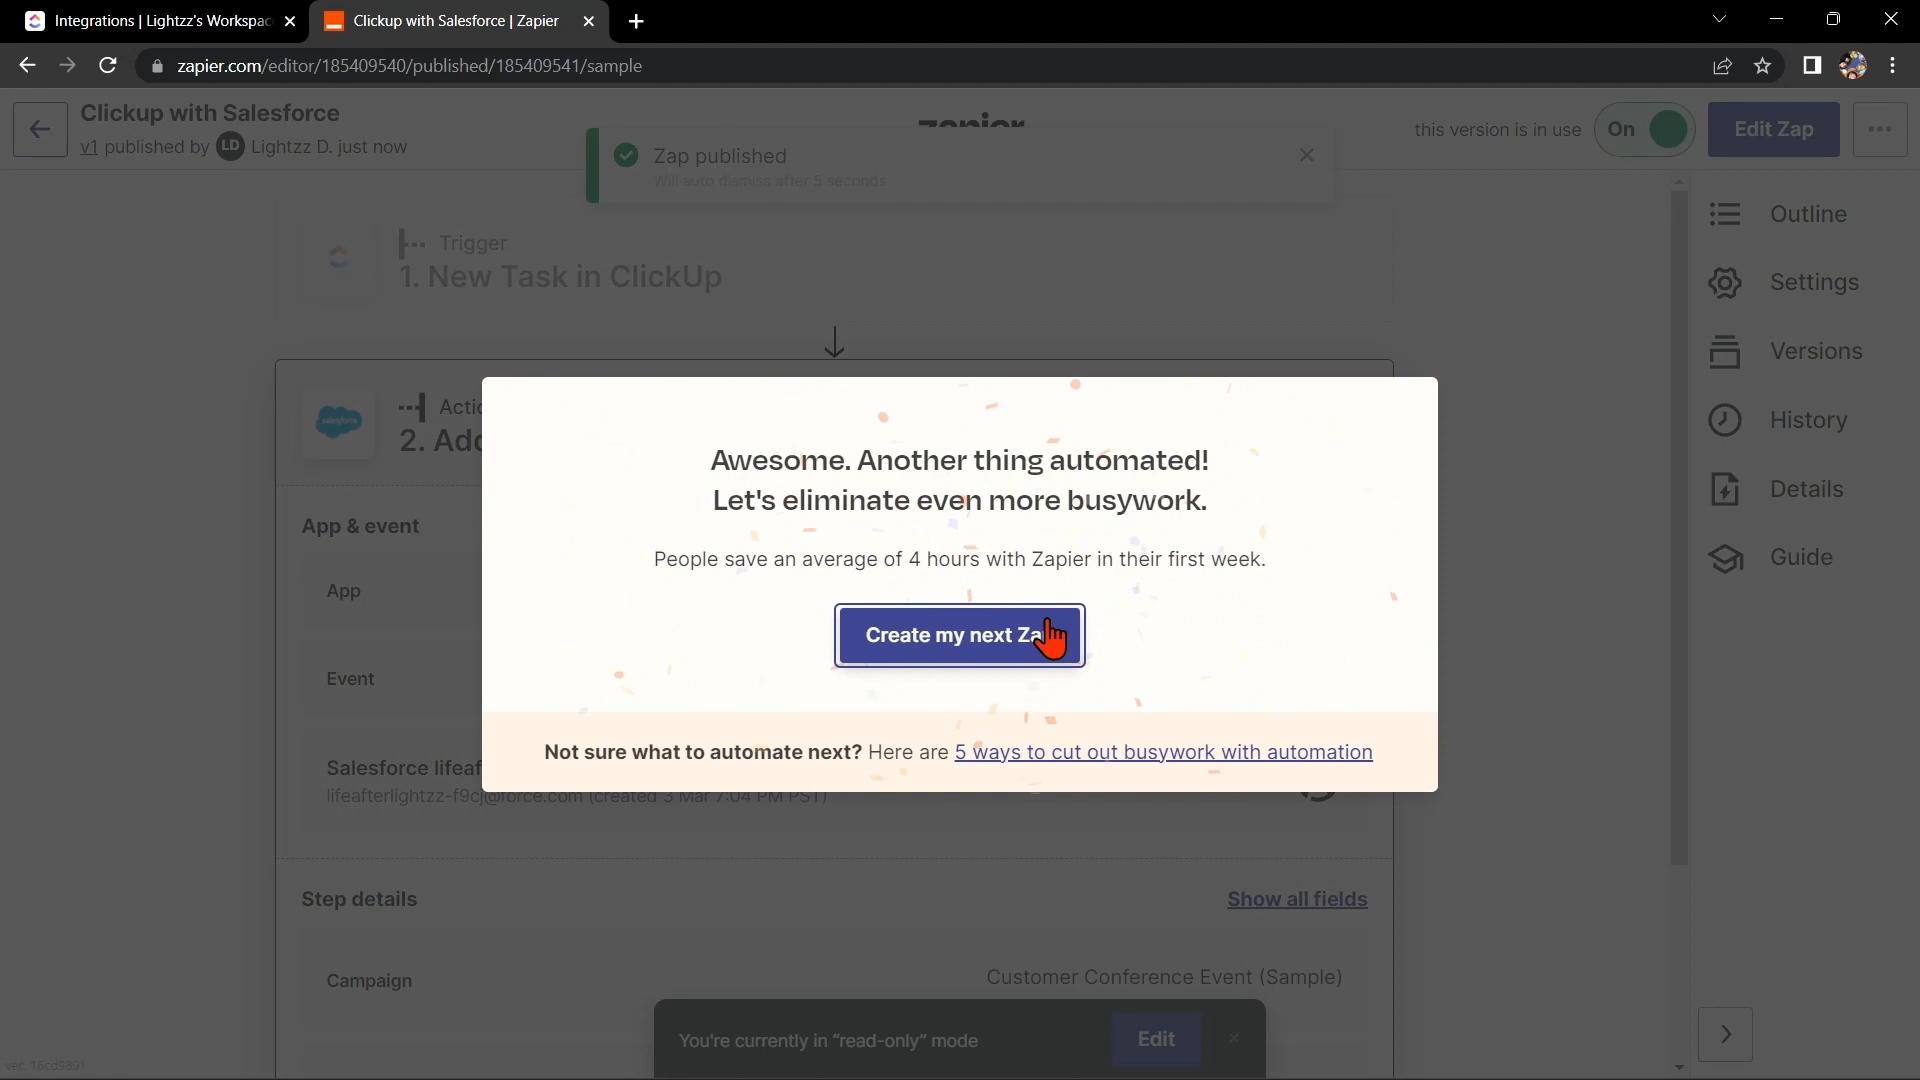 Integrations | Lightzz's Workspac
Clickup with Salesforce | Zapier
zapier.com/editor/185409540/published/185409541/sample
Clickup with Salesforce
v1 published by LD Lightzz D. just now
zapier
this version is in use
On
Edit Zap
Zap published
Will auto dismiss after 5 seconds
Trigger
1. New Task in ClickUp
Outline
Settings
Versions
History
Details
Guide
salesforce
Actio
2. Add
App & event
App
Event
Awesome. Another thing automated!
Let's eliminate even more busywork.
People save an average of 4 hours with Zapier in their first week.
Create my next Za
Not sure what to automate next? Here are 5 ways to cut out busywork with automation
Salesforce lifeaf
lifeafterlightzz-f9cj@force.com (created 3 Mar 7:04 PM PST)
Step details
Show all fields
Campaign
Customer Conference Event (Sample)
You're currently in “read-only” mode
Edit
ver. 16cd9891